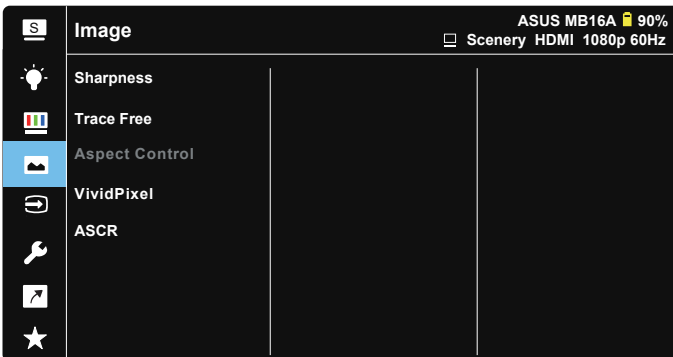 S
Image
ASUS MB16A 90%
Scenery HDMI 1080p 60Hz
Sharpness
Trace Free
Aspect Control
VividPixel
ASCR